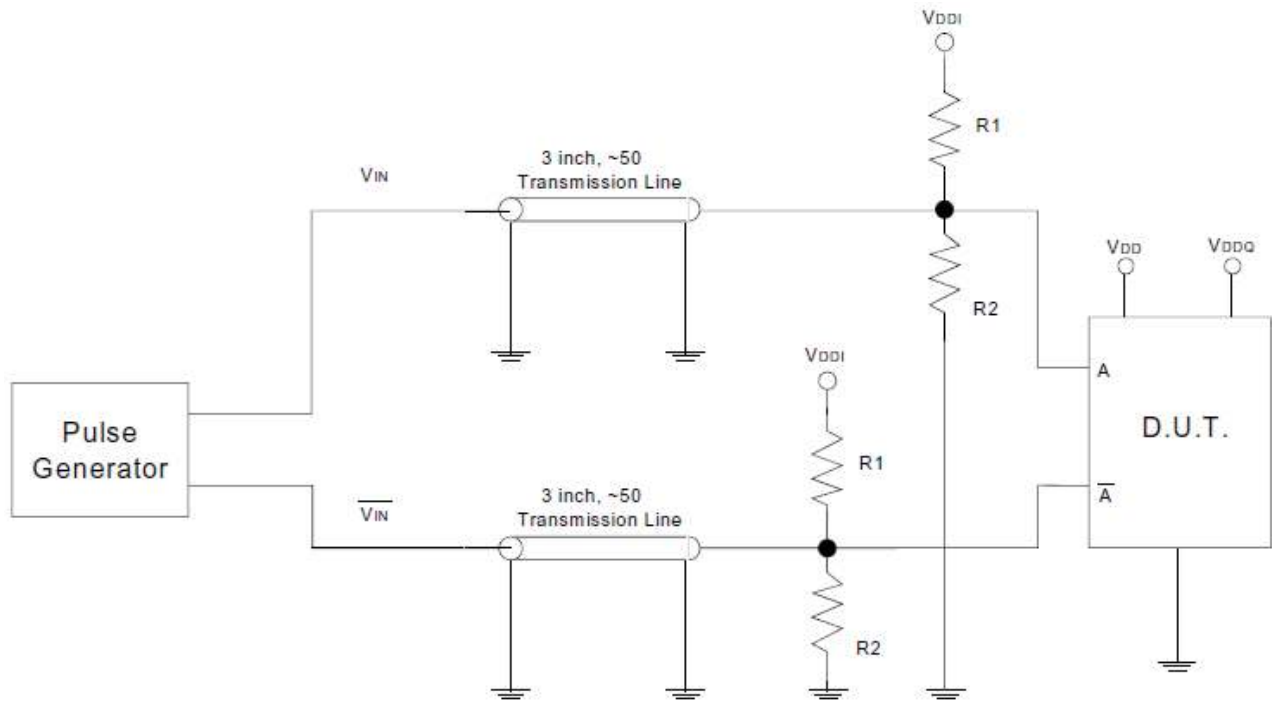 VDDI
R1
3 inch, ~50
Transmission Line
VIN
R2
VDD
VDDQ
VDDI
A
Pulse
Generator
D.U.T.
R1
3 inch, ~50
Transmission Line
VIN
A
R2